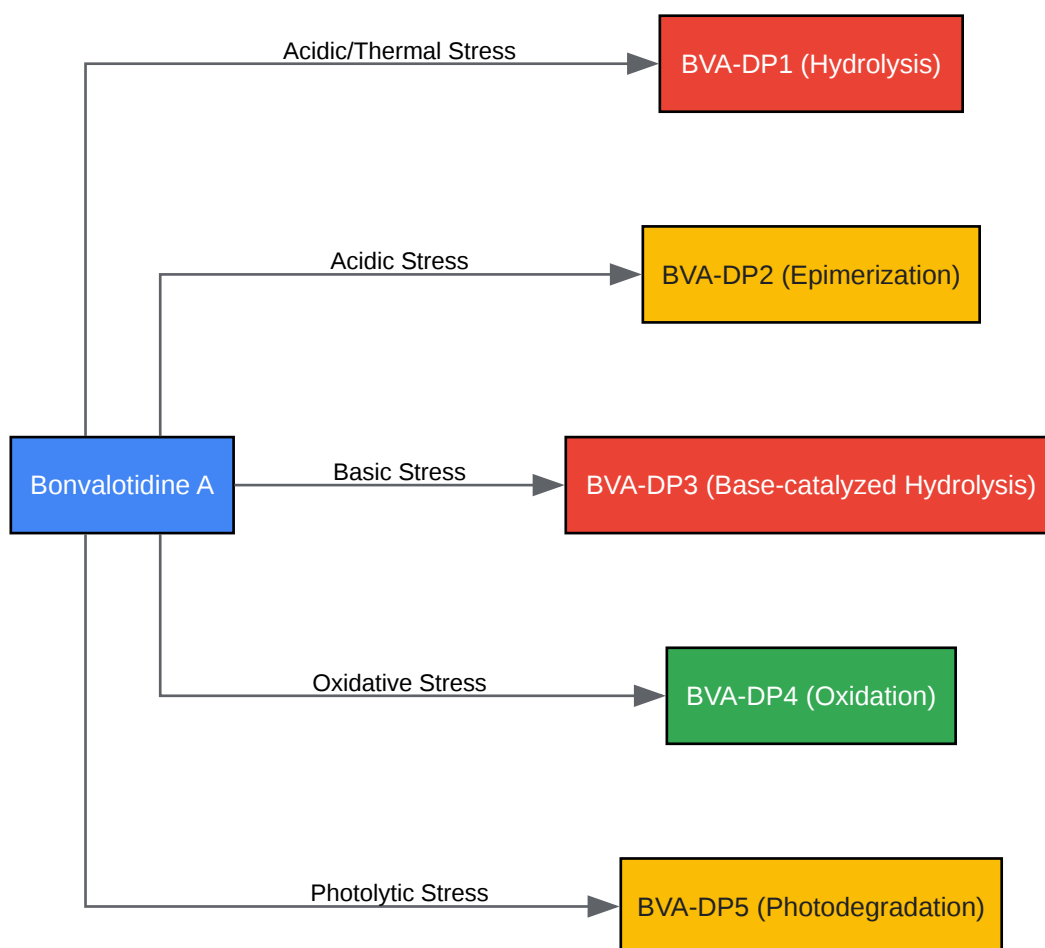 Acidic/Thermal Stress
BVA-DP1 (Hydrolysis)
Acidic Stress
BVA-DP2 (Epimerization)
Bonvalotidine A
Basic Stress
BVA-DP3 (Base-catalyzed Hydrolysis)
Oxidative Stress
BVA-DP4 (Oxidation)
Photolytic Stress
BVA-DP5 (Photodegradation)